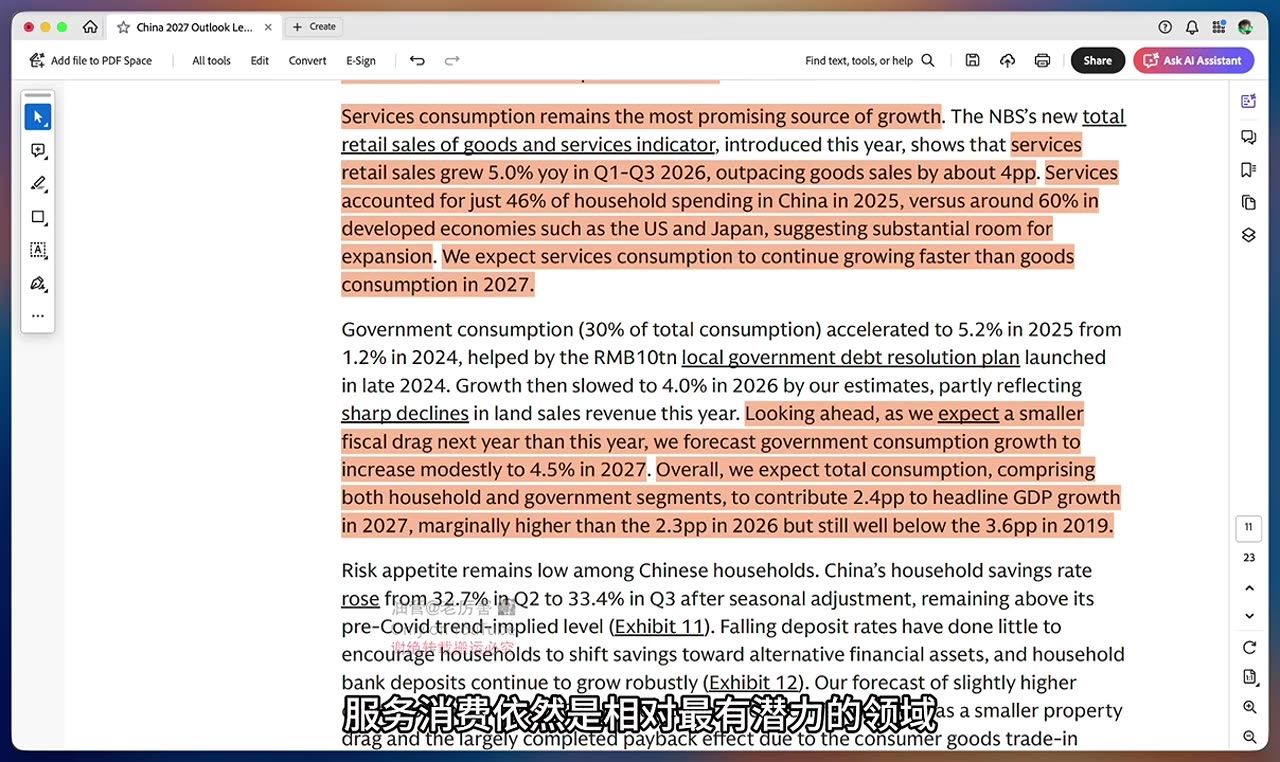 China 2027 Outlook Le...
Create
Add file to PDF Space
All tools
Edit
Convert
E-Sign
Find text, tools, or help
Share
Ask AI Assistant
Services consumption remains the most promising source of growth. The NBS's new total
retail sales of goods and services indicator, introduced this year, shows that services
retail sales grew 5.0% yoy in Q1-Q3 2026, outpacing goods sales by about 4pp. Services
accounted for just 46% of household spending in China in 2025, versus around 60% in
developed economies such as the US and Japan, suggesting substantial room for
expansion. We expect services consumption to continue growing faster than goods
consumption in 2027.
Government consumption (30% of total consumption) accelerated to 5.2% in 2025 from
1.2% in 2024, helped by the RMB10tn local government debt resolution plan launched
in late 2024. Growth then slowed to 4.0% in 2026 by our estimates, partly reflecting
sharp declines in land sales revenue this year. Looking ahead, as we expect a smaller
fiscal drag next year than this year, we forecast government consumption growth to
increase modestly to 4.5% in 2027. Overall, we expect total consumption, comprising
both household and government segments, to contribute 2.4pp to headline GDP growth
in 2027, marginally higher than the 2.3pp in 2026 but still well below the 3.6pp in 2019.
Risk appetite remains low among Chinese households. China's household savings rate
rose from 32.7% in Q2 to 33.4% in Q3 after seasonal adjustment, remaining above its
油管@老厉害
pre-Covid trend-implied level (Exhibit 11). Falling deposit rates have done little to
谢绝转载搬运必究
encourage households to shift savings toward alternative financial assets, and household
bank deposits continue to grow robustly (Exhibit 12). Our forecast of slightly higher
as a smaller property
服务消费依然是相对最有潜力的领域
drag and the largely completed payback effect due to the consumer goods trade-in
11
23